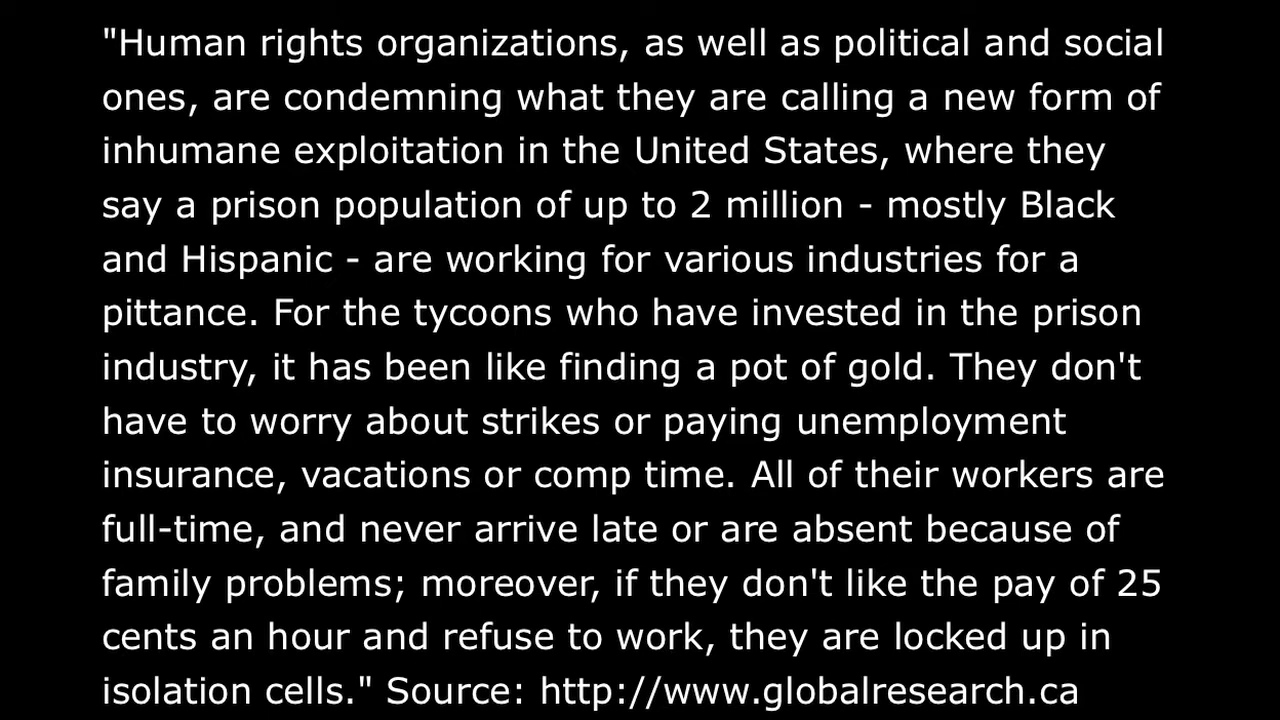 "Human rights organizations, as well as political and social
ones, are condemning what they are calling a new form of
inhumane exploitation in the United States, where they
say a prison population of up to 2 million - mostly Black
and Hispanic - are working for various industries for a
pittance. For the tycoons who have invested in the prison
industry, it has been like finding a pot of gold. They don't
have to worry about strikes or paying unemployment
insurance, vacations or comp time. All of their workers are
full-time, and never arrive late or are absent because of
family problems; moreover, if they don't like the pay of 25
cents an hour and refuse to work, they are locked up in
isolation cells." Source: http://www.globalresearch.ca